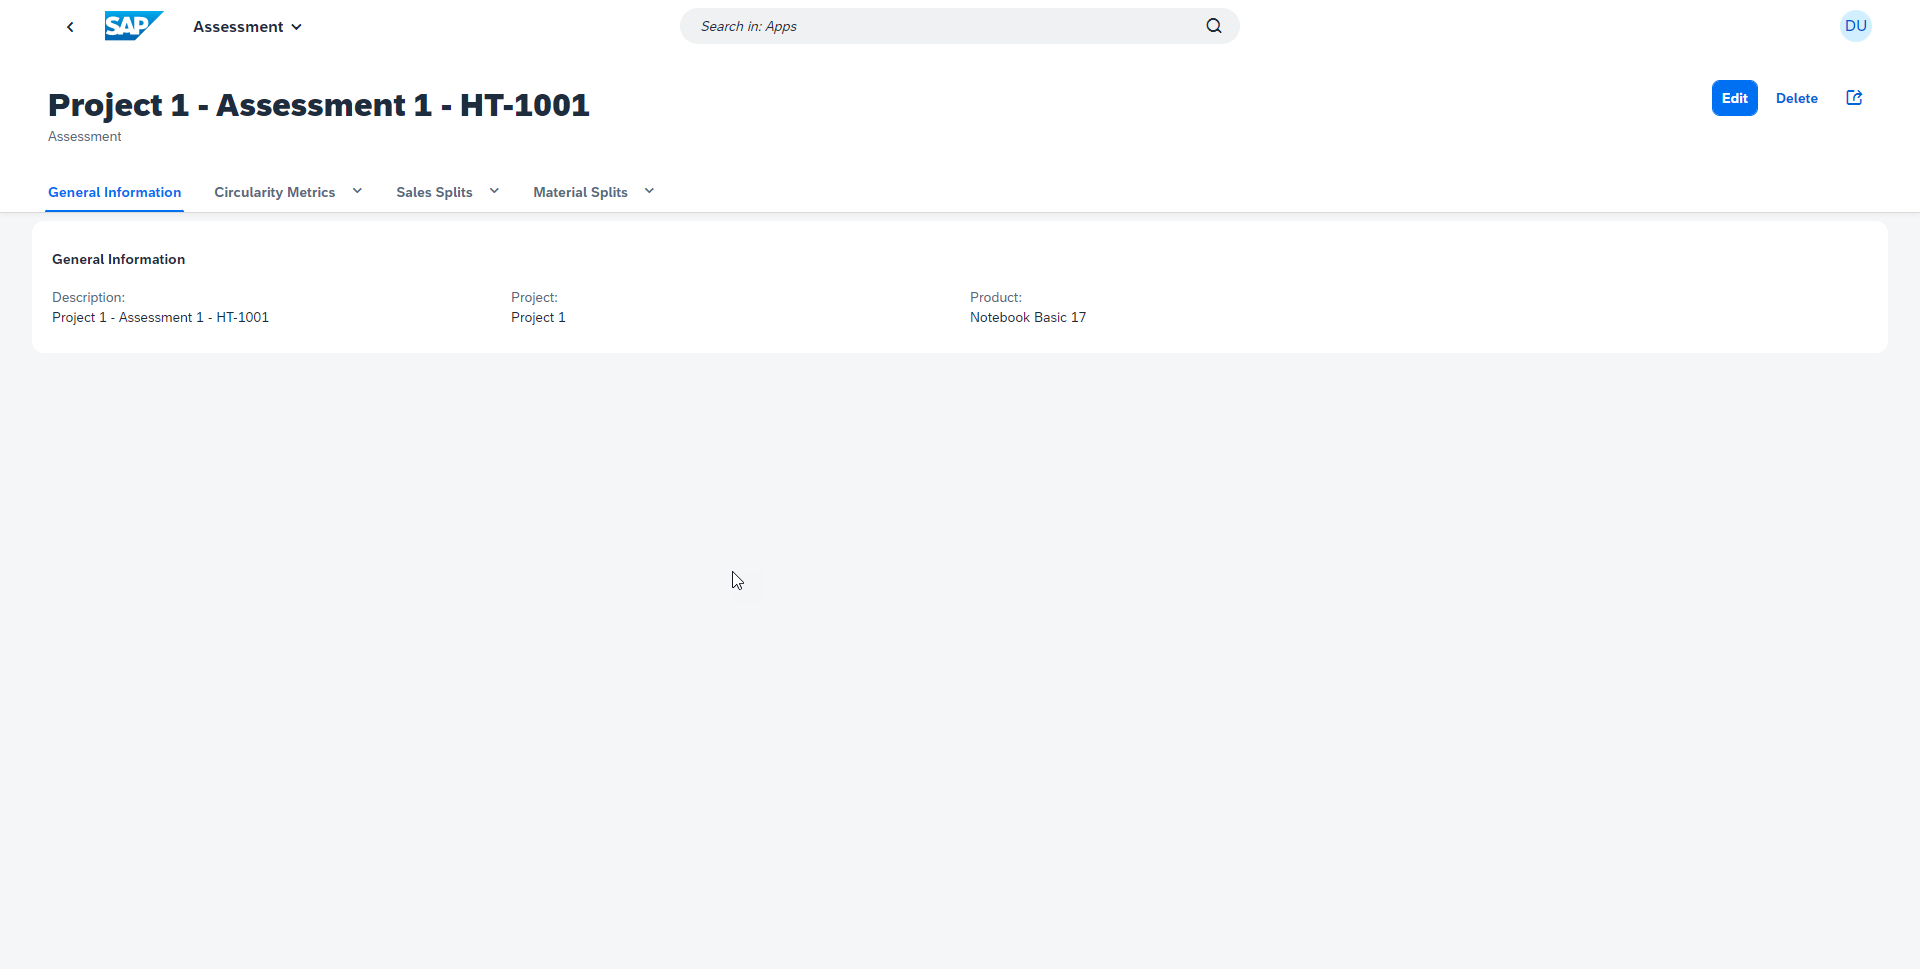 SAP
Assessment
Search in: Apps
DU
Project 1 - Assessment 1 - HT-1001
Assessment
Edit
Delete
General Information
Circularity Metrics
Sales Splits
Material Splits
General Information
Description:
Project 1 - Assessment 1 - HT-1001
Project:
Project 1
Product:
Notebook Basic 17